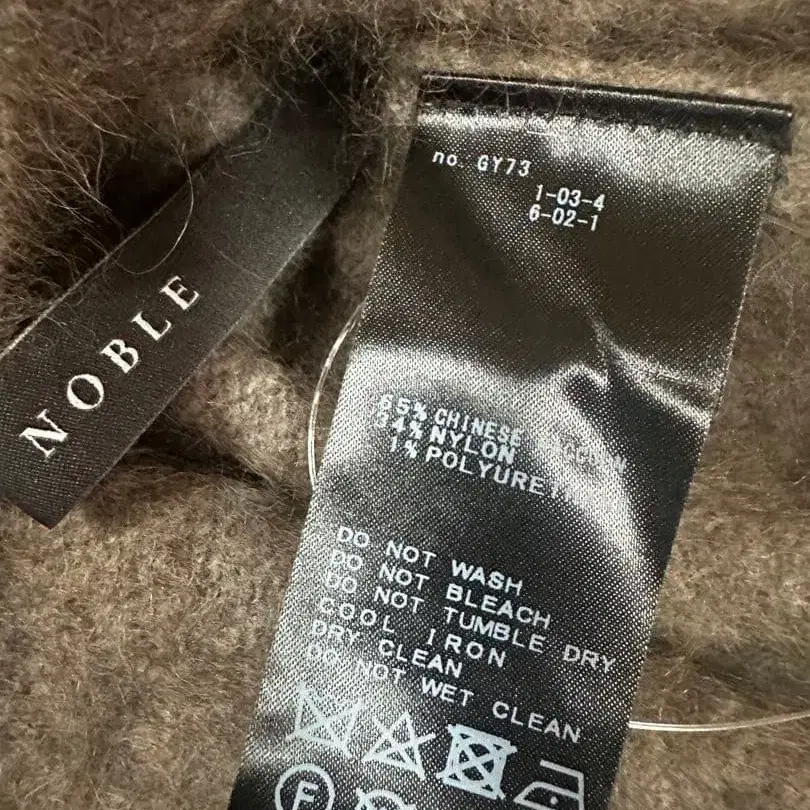 NOBLE
no. GY73
1-03-4
6-02-1
65% CHINESE
34% NYLON
1% POLYURETHANE
DO NOT WASH
DO NOT BLEACH
DO NOT TUMBLE DRY
COOL IRON
DRY CLEAN
DO NOT WET CLEAN
F